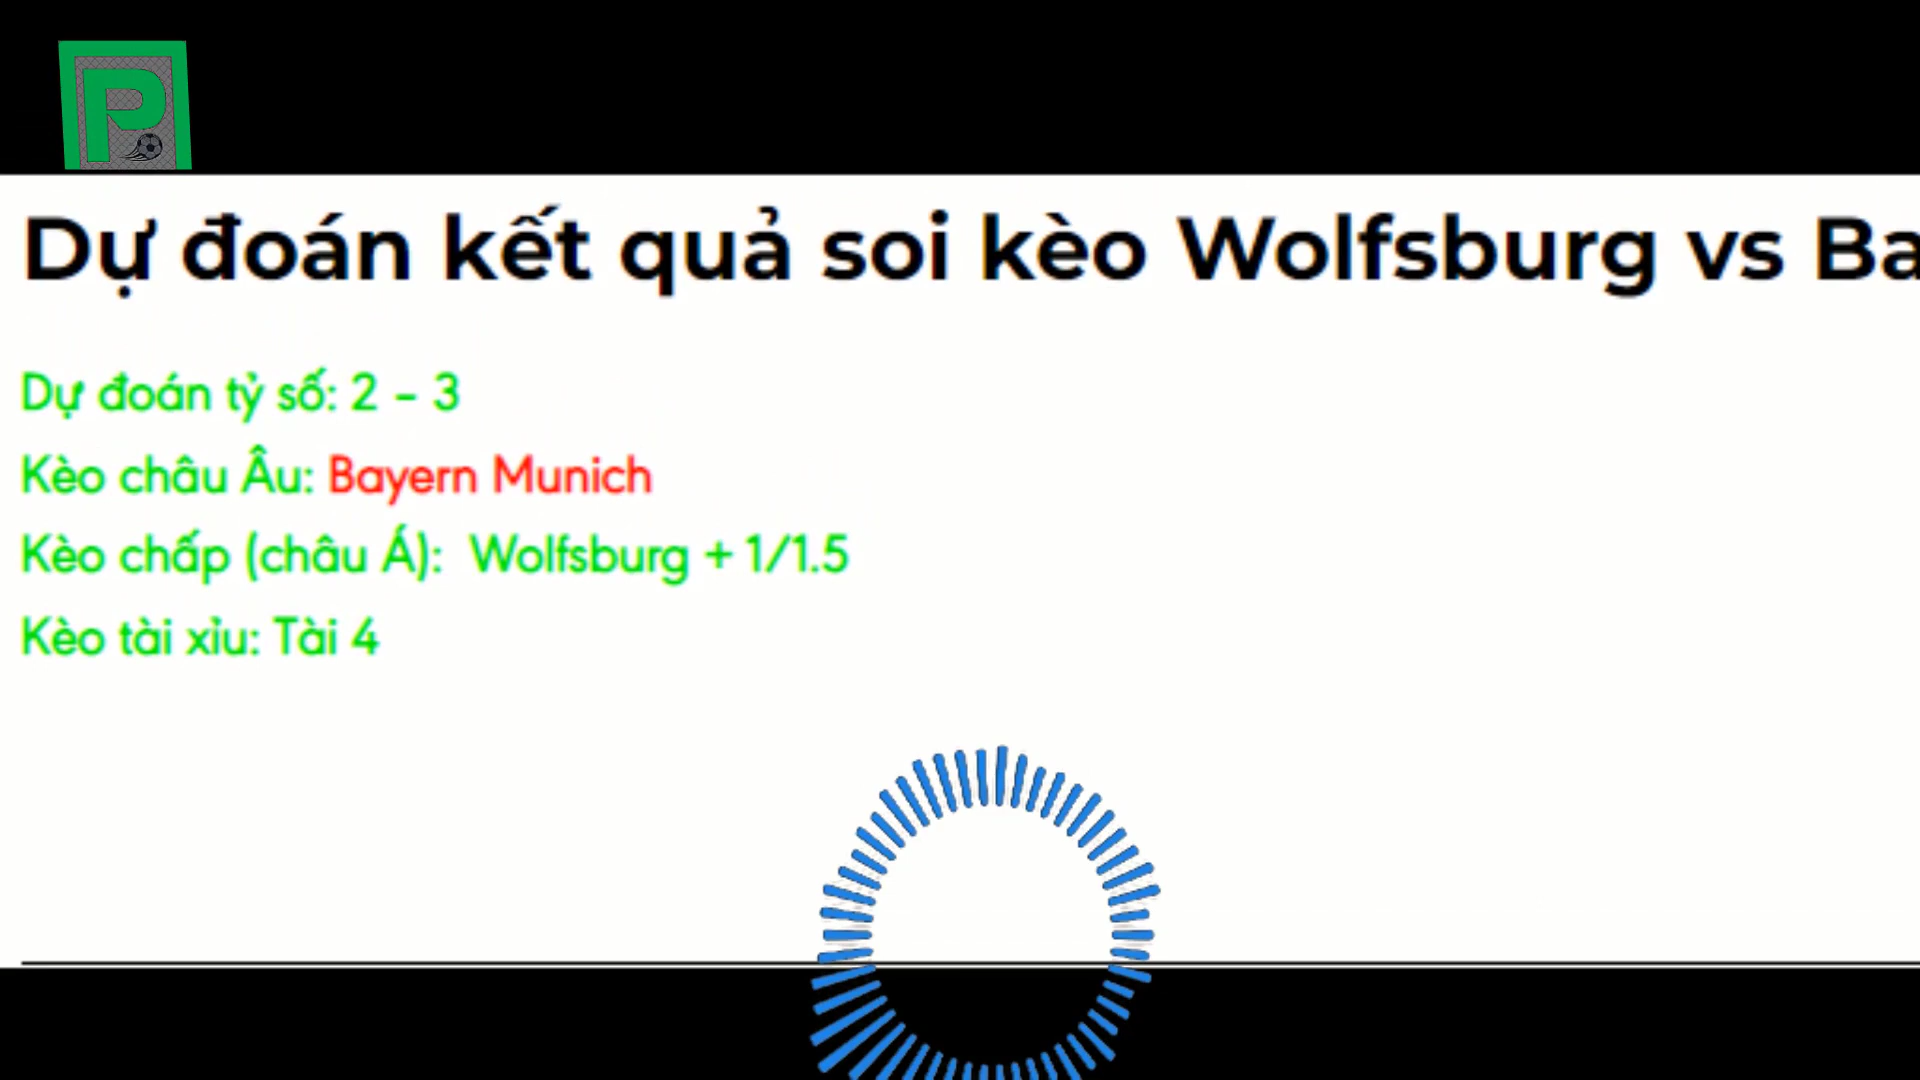 P
Dự đoán kết quả soi kèo Wolfsburg vs Ba
Dự đoán tỷ số: 2 – 3
Kèo châu Âu: Bayern Munich
Kèo chấp (châu Á): Wolfsburg + 1/1.5
Kèo tài xỉu: Tài 4